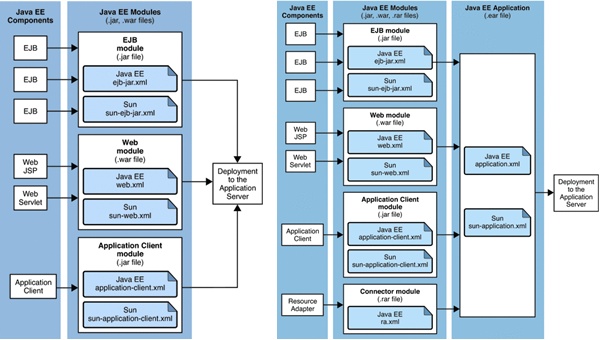 Java EE
Components
Java EE Modules
(.jar, .war files)
EJB
EJB
EJB
EJB
module
(.jar file)
Java EE
ejb-jar.xml
Sun
sun-ejb-jar.xml
Web
JSP
Web
Servlet
Web
module
(.war file)
Java EE
web.xml
Sun
sun-web.xml
Application
Client
Application Client
module
(.jar file)
Java EE
application-client.xml
Sun
sun-application-client.xml
Deployment
to the
Application
Server
Java EE
Components
Java EE Modules
(.jar, .war, .rar files)
Java EE Application
(.ear file)
EJB
EJB
EJB
EJB module
(.jar file)
Java EE
ejb-jar.xml
Sun
sun-ejb-jar.xml
Web
JSP
Web
Servlet
Web module
(.war file)
Java EE
web.xml
Sun
sun-web.xml
Application
Client
Application Client
module
(.jar file)
Java EE
application-client.xml
Sun
sun-application-client.xml
Resource
Adapter
Connector module
(.rar file)
Java EE
ra.xml
Java EE
application.xml
Sun
sun-application.xml
Deployment
to the
Application
Server